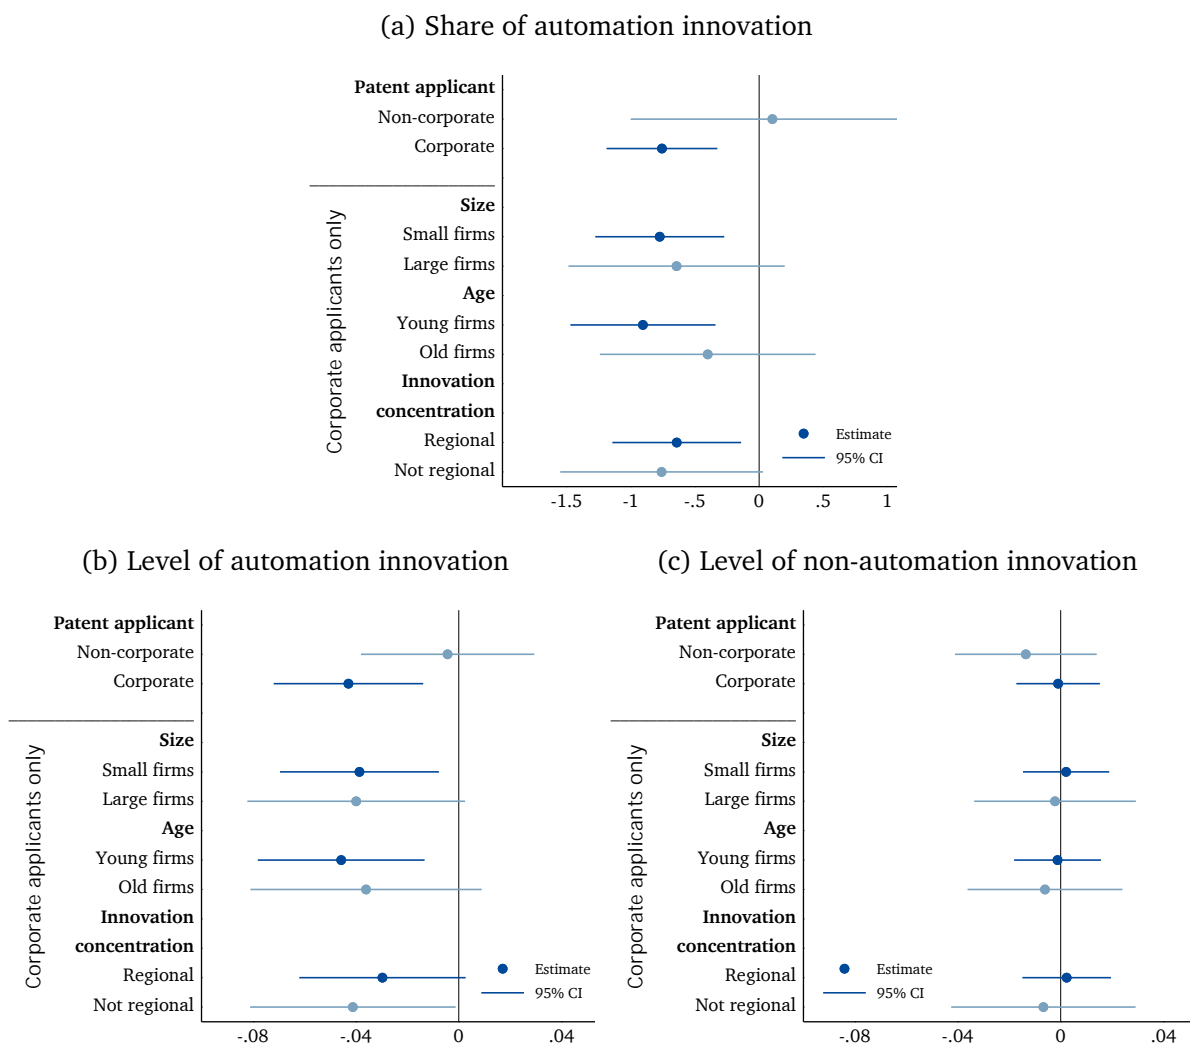 (a) Share of automation innovation
Patent applicant
Non-corporate
Corporate
Corporate applicants only
Size
Small firms
Large firms
Age
Young firms
Old firms
Innovation
concentration
Regional
Not regional
Estimate
95% CI
-1.5 -1 -.5 0 .5 1
(b) Level of automation innovation
Patent applicant
Non-corporate
Corporate
Corporate applicants only
Size
Small firms
Large firms
Age
Young firms
Old firms
Innovation
concentration
Regional
Not regional
Estimate
95% CI
-.08 -.04 0 .04
(c) Level of non-automation innovation
Patent applicant
Non-corporate
Corporate
Corporate applicants only
Size
Small firms
Large firms
Age
Young firms
Old firms
Innovation
concentration
Regional
Not regional
Estimate
95% CI
-.08 -.04 0 .04